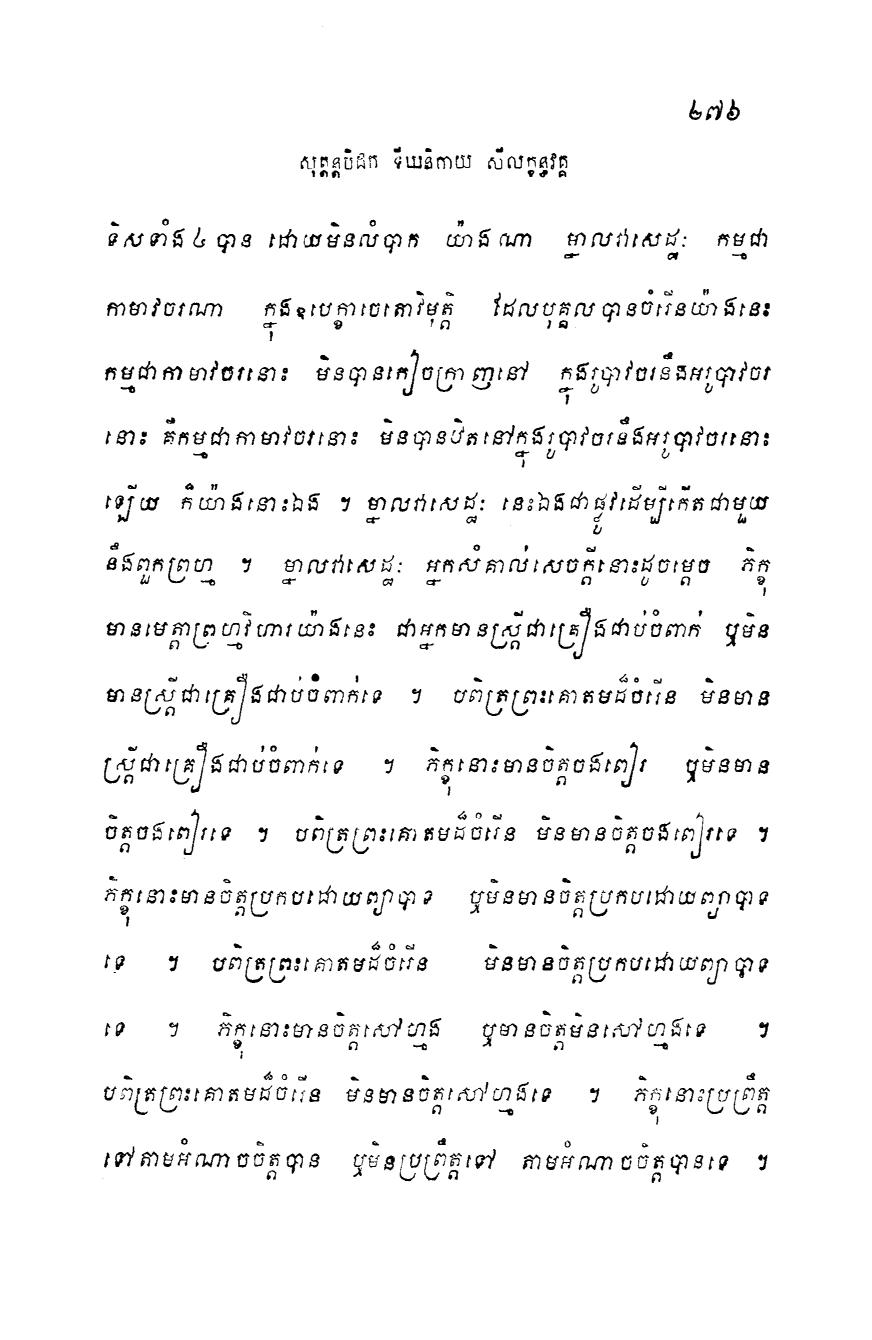 ២៧៦
សុត្តន្តបិដក ទីឃនិកាយ សីលក្ខន្ធវគ្គ
ទិសទាំង៤បាន ដោយមិនលំបាក យ៉ាងណា ម្នាលវាសេដ្ឋៈ កម្មជា
កាមាវចរណា ក្នុងឧបេក្ខាចេតោវិមុត្តិ ដែលបុគ្គលបានចំរើនយ៉ាងនេះ
កម្មជាកាមាវចរនោះ មិនបានកៀចក្រាញនៅ ក្នុងរូបាវចរនឹងអរូបាវចរ
នោះ គឺកម្មជាកាមាវចរនោះ មិនបានឋិតនៅក្នុងរូបាវចរនឹងអរូបាវចរនោះ
ឡើយ ក៏យ៉ាងនោះឯង ។ ម្នាលវាសេដ្ឋៈ នេះឯងជាផ្លូវដើម្បីកើតជាមួយ
នឹងពួកព្រហ្ម ។ ម្នាលវាសេដ្ឋៈ អ្នកសំគាល់សេចក្តីនោះដូចម្តេច ភិក្ខុ
មានមេត្តាព្រហ្មវិហារយ៉ាងនេះ ជាអ្នកមានស្ត្រីជាគ្រឿងជាប់ចំពាក់ ឬមិន
មានស្ត្រីជាគ្រឿងជាប់ចំពាក់ទេ ។ បពិត្រព្រះគោតមដ៏ចំរើន មិនមាន
ស្ត្រីជាគ្រឿងជាប់ចំពាក់ទេ ។ ភិក្ខុនោះមានចិត្តចងពៀរ ឬមិនមាន
ចិត្តចងពៀរទេ ។ បពិត្រព្រះគោតមដ៏ចំរើន មិនមានចិត្តចងពៀរទេ ។
ភិក្ខុនោះមានចិត្តប្រកបដោយព្យាបាទ ឬមិនមានចិត្តប្រកបដោយព្យាបាទ
ទេ ។ បពិត្រព្រះគោតមដ៏ចំរើន មិនមានចិត្តប្រកបដោយព្យាបាទ
ទេ ។ ភិក្ខុនោះមានចិត្តសៅហ្មង ឬមានចិត្តមិនសៅហ្មងទេ ។
បពិត្រព្រះគោតមដ៏ចំរើន មិនមានចិត្តសៅហ្មងទេ ។ ភិក្ខុនោះប្រព្រឹត្ត
ទៅតាមអំណាចចិត្តបាន ឬមិនប្រព្រឹត្តទៅ តាមអំណាចចិត្តបានទេ ។